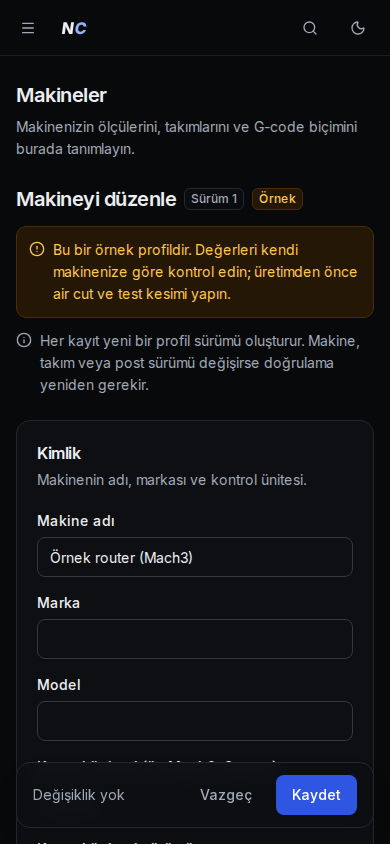 NC
Makineler
Makinenizin ölçülerini, takımlarını ve G-code biçimini
burada tanımlayın.
Makineyi düzenle Sürüm 1 Örnek
Bu bir örnek profildir. Değerleri kendi
makinenize göre kontrol edin; üretimden önce
air cut ve test kesimi yapın.
Her kayıt yeni bir profil sürümü oluşturur. Makine,
takım veya post sürümü değişirse doğrulama
yeniden gerekir.
Kimlik
Makinenin adı, markası ve kontrol ünitesi.
Makine adı
Örnek router (Mach3)
Marka
Model
Değişiklik yok Vazgeç Kaydet